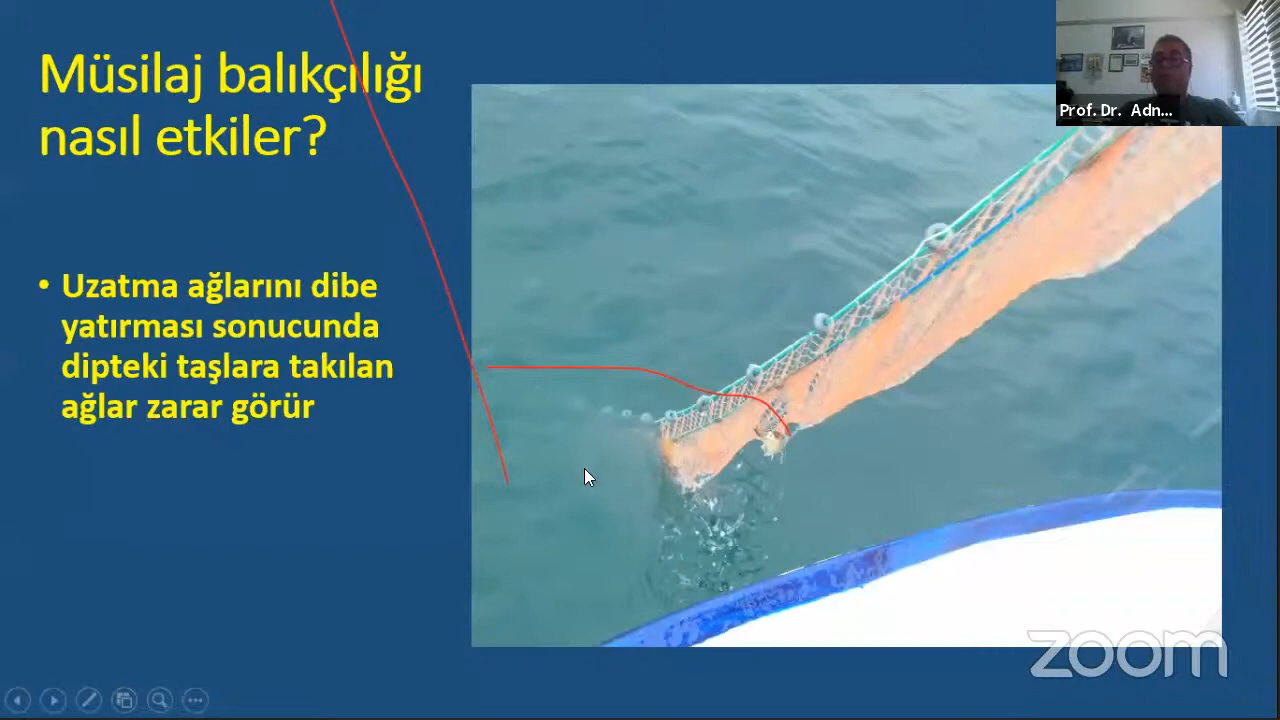 Müsilaj balıkçılığı
nasıl etkiler?
• Uzatma ağlarını dibe
yatırması sonucunda
dipteki taşlara takılan
ağlar zarar görür
Prof. Dr. Adn...
zoom